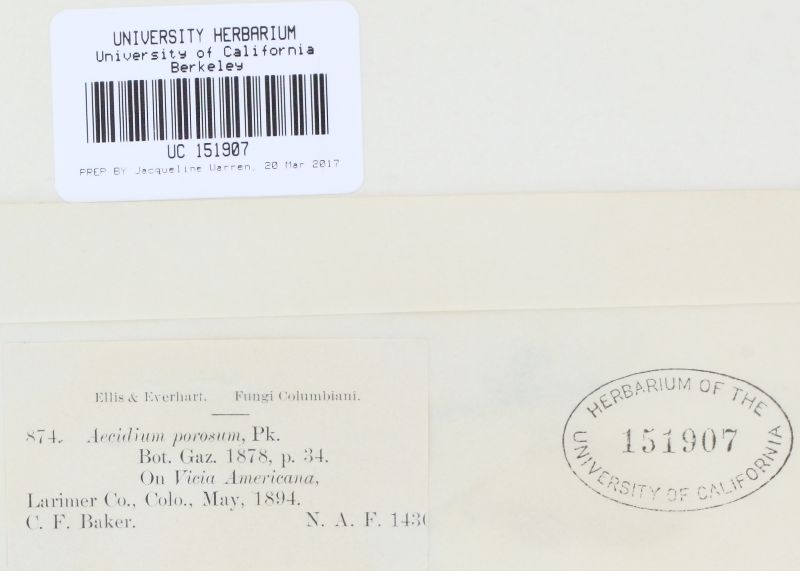 UNIVERSITY HERBARIUM
University of California
Berkeley
UC 151907
PREP BY Jacqueline Warren, 20 Mar 2017
Ellis & Everhart. Fungi Columbiani.
874. Aecidium porosum, Pk.
Bot. Gaz. 1878, p. 34.
On Vicia Americana,
Larimer Co., Colo., May, 1894.
C. F. Baker. N. A. F. 1430
HERBARIUM OF THE
151907
UNIVERSITY OF CALIFORNIA